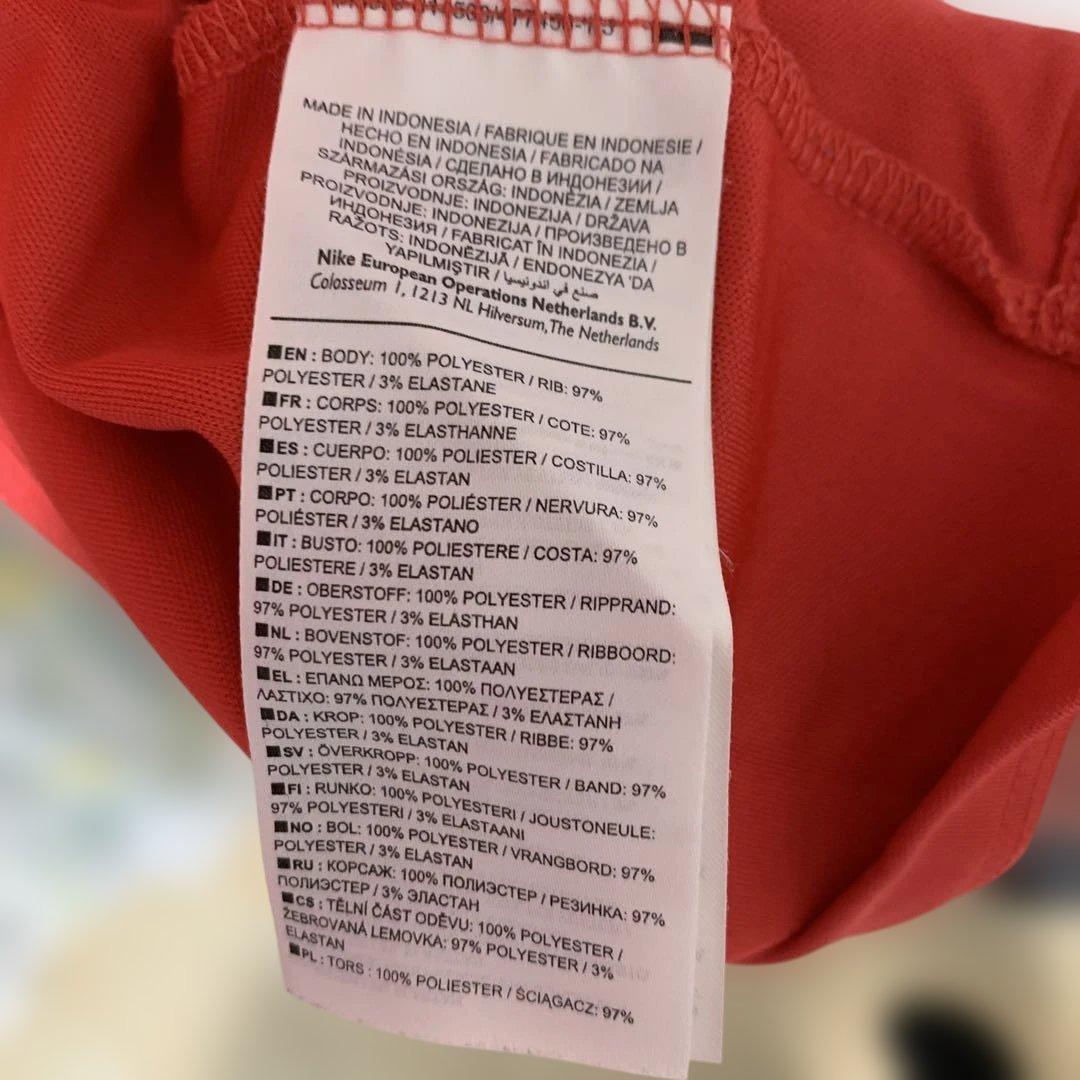 MADE IN INDONESIA / FABRIQUE EN INDONESIE /
HECHO EN INDONESIA / FABRICADO NA
INDONÉSIA / СДЕЛАНО В ИНДОНЕЗИИ /
SZÁRMAZÁSI ORSZÁG: INDONÉZIA / ZEMLJA
PROIZVODNJE: INDONEZIJA / DRŽAVA
PROIZVODNJE: INDONEZIJA / ПРОИЗВЕДЕНО В
ИНДОНЕЗИЯ / FABRICAT ÎN INDONEZIA /
RAŽOTS: INDONĒZIJĀ / ENDONEZYA 'DA
YAPILMIŞTIR / صنع في اندونيسيا
Nike European Operations Netherlands B.V.
Colosseum 1, 1213 NL Hilversum, The Netherlands
EN : BODY: 100% POLYESTER / RIB: 97%
POLYESTER / 3% ELASTANE
FR : CORPS: 100% POLYESTER / COTE: 97%
POLYESTER / 3% ELASTHANNE
ES : CUERPO: 100% POLIESTER / COSTILLA: 97%
POLIESTER / 3% ELASTAN
PT : CORPO: 100% POLIÉSTER / NERVURA: 97%
POLIÉSTER / 3% ELASTANO
IT : BUSTO: 100% POLIESTERE / COSTA: 97%
POLIESTERE / 3% ELASTAN
DE : OBERSTOFF: 100% POLYESTER / RIPPRAND:
97% POLYESTER / 3% ELASTHAN
NL : BOVENSTOF: 100% POLYESTER / RIBBOORD:
97% POLYESTER / 3% ELASTAAN
EL : ΕΠΑΝΩ ΜΕΡΟΣ: 100% ΠΟΛΥΕΣΤΕΡΑΣ /
ΛΑΣΤΙΧΟ: 97% ΠΟΛΥΕΣΤΕΡΑΣ / 3% ΕΛΑΣΤΑΝΗ
DA : KROP: 100% POLYESTER / RIBBE: 97%
POLYESTER / 3% ELASTAN
SV : ÖVERKROPP: 100% POLYESTER / BAND: 97%
POLYESTER / 3% ELASTAN
FI : RUNKO: 100% POLYESTERI / JOUSTONEULE:
97% POLYESTERI / 3% ELASTAANI
NO : BOL: 100% POLYESTER / VRANGBORD: 97%
POLYESTER / 3% ELASTAN
RU : КОРСАЖ: 100% ПОЛИЭСТЕР / РЕЗИНКА: 97%
ПОЛИЭСТЕР / 3% ЭЛАСТАН
CS : TĚLNÍ ČÁST ODĚVU: 100% POLYESTER /
ŽEBROVANÁ LEMOVKA: 97% POLYESTER / 3%
ELASTAN
PL : TORS : 100% POLIESTER / ŚCIĄGACZ: 97%